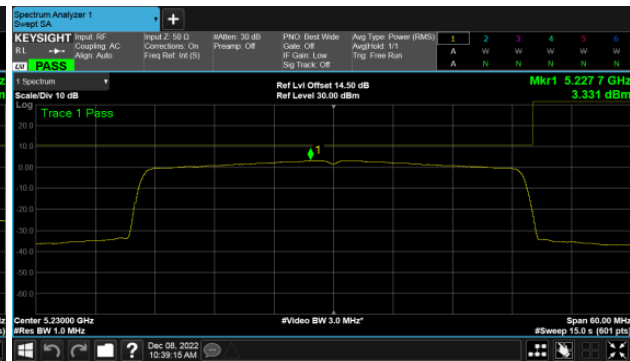 Spectrum Analyzer 1
Swept SA
+
KEYSIGHT Input: RF Input Z: 50 Ω #Atten: 30 dB PNO: Best Wide Avg Type: Power (RMS) 1 2 3 4 5 6
RL Coupling: AC Corrections: On Preamp: Off Gate: Off Avg|Hold: 1/1 A W W W W W
Align: Auto Freq Ref: Int (S) IF Gain: Low Trig: Free Run
LXI PASS Sig Track: Off A N N N N N
1 Spectrum Ref Lvl Offset 14.50 dB Mkr1 5.227 7 GHz
Scale/Div 10 dB Ref Level 30.00 dBm 3.331 dBm
Log Trace 1 Pass
20.0
10.0
1
0.00
-10.0
-20.0
-30.0
-40.0
-50.0
-60.0
Center 5.23000 GHz #Video BW 3.0 MHz* Span 60.00 MHz
#Res BW 1.0 MHz #Sweep 15.0 s (601 pts)
? Dec 08, 2022
10:39:15 AM